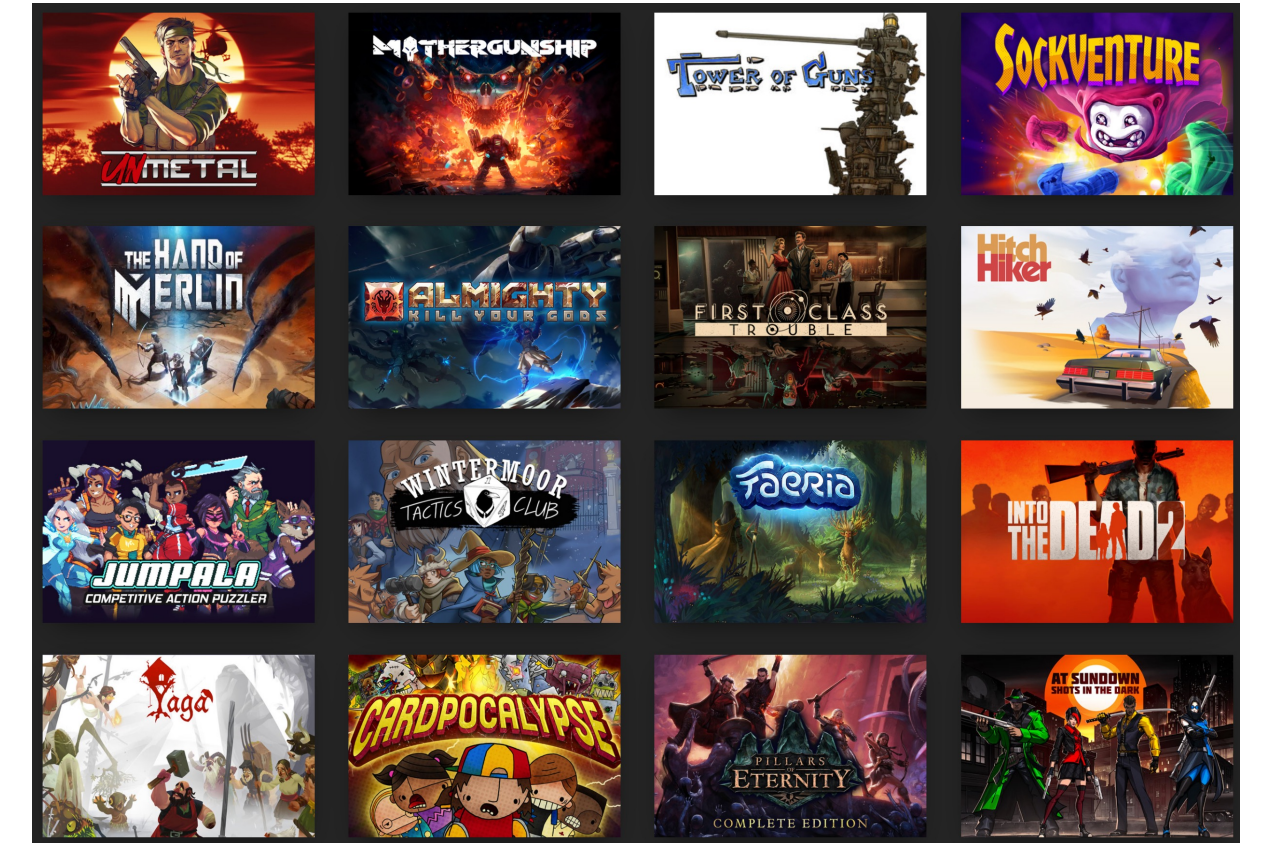 UNMETAL
MOTHERGUNSHIP
TOWER OF GUNS
SOCKVENTURE
THE HAND OF
MERLIN
ALMIGHTY
KILL YOUR GODS
FIRST CLASS
TROUBLE
Hitch
Hiker
JUMPALA
COMPETITIVE ACTION PUZZLER
WINTERMOOR
TACTICS CLUB
Faeria
INTO
THE DEAD 2
Yaga
CARDPOCALYPSE
PILLARS
OF
ETERNITY
COMPLETE EDITION
AT SUNDOWN
SHOTS IN THE DARK